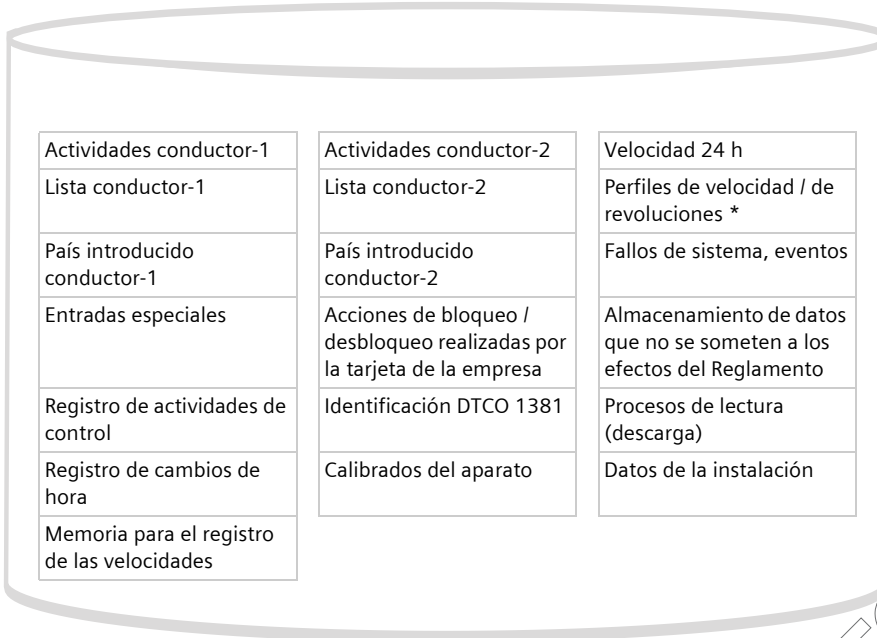 Actividades conductor-1
Lista conductor-1
País introducido
conductor-1
Entradas especiales
Registro de actividades de
control
Registro de cambios de
hora
Memoria para el registro
de las velocidades
Actividades conductor-2
Lista conductor-2
País introducido
conductor-2
Acciones de bloqueo /
desbloqueo realizadas por
la tarjeta de la empresa
Identificación DTCO 1381
Calibrados del aparato
Velocidad 24 h
Perfiles de velocidad / de
revoluciones *
Fallos de sistema, eventos
Almacenamiento de datos
que no se someten a los
efectos del Reglamento
Procesos de lectura
(descarga)
Datos de la instalación